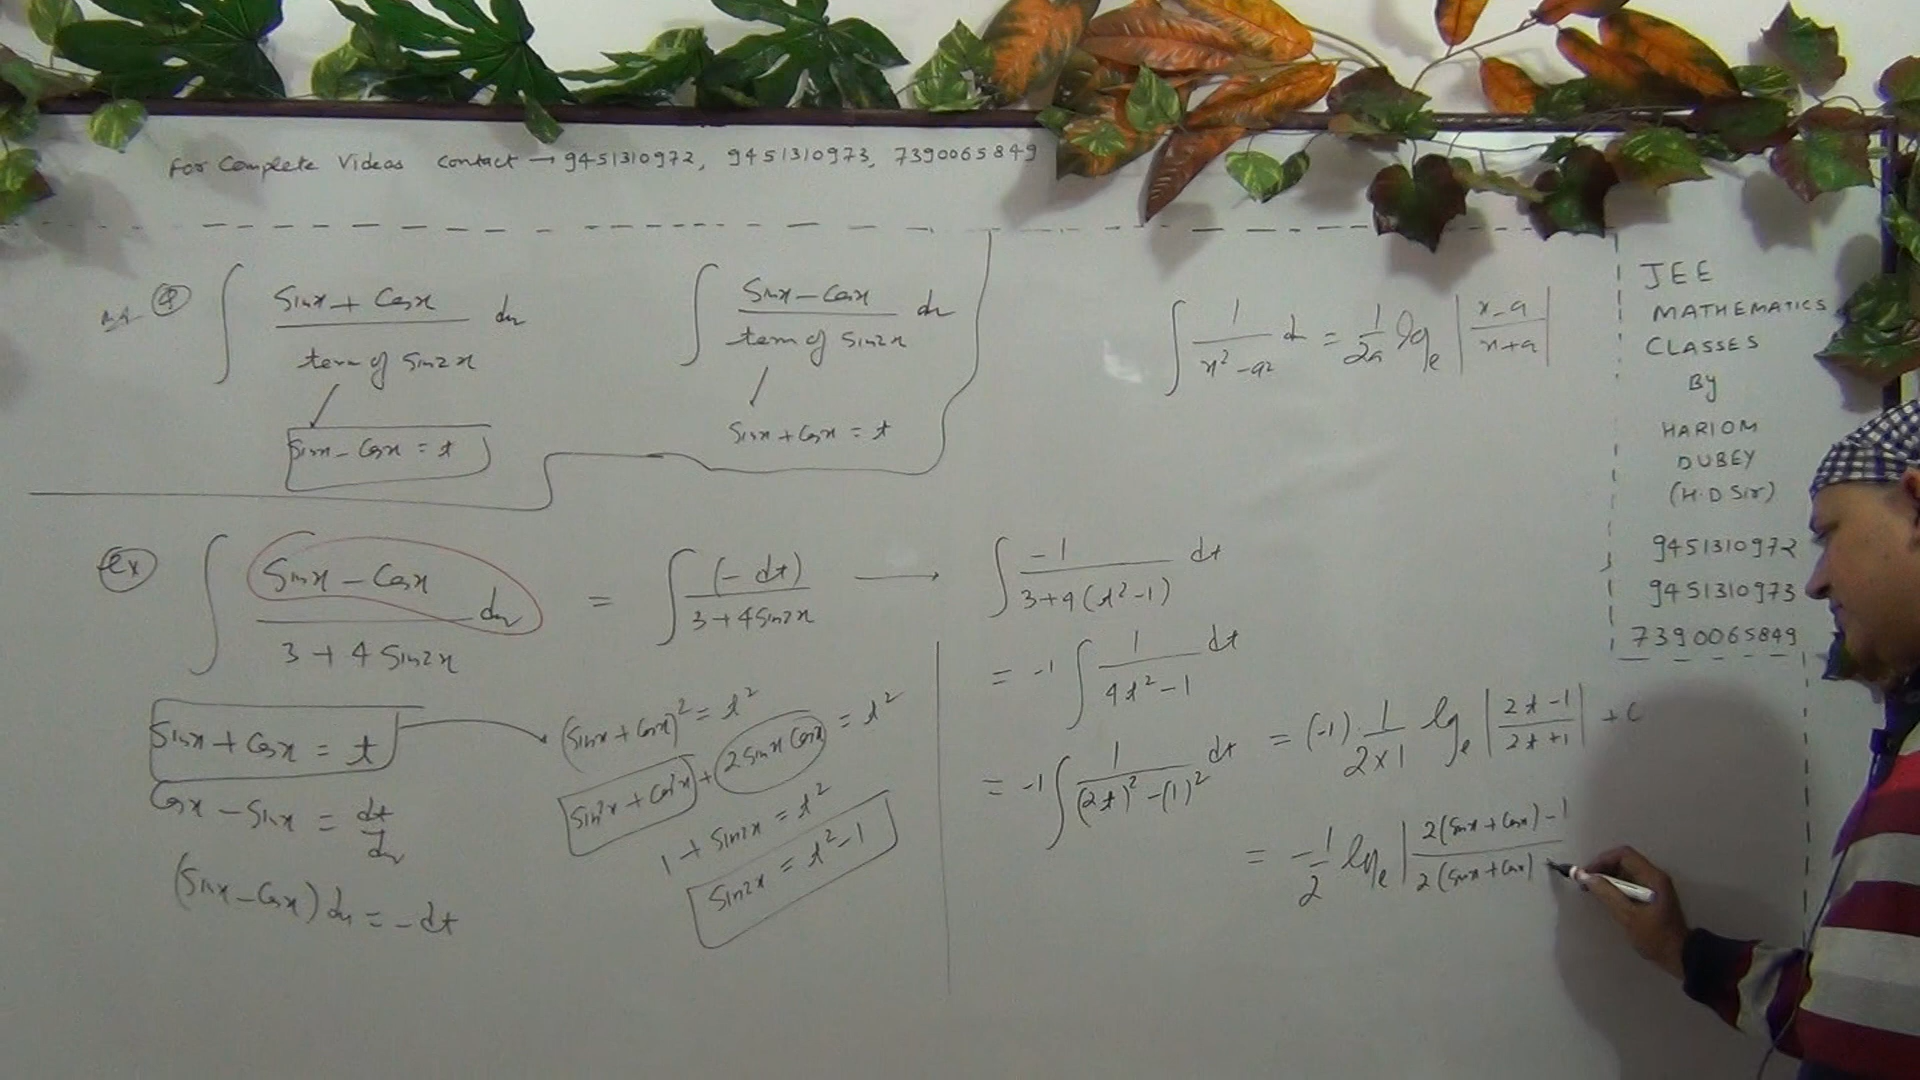 For Complete Videos Contact → 9451310972, 9451310973, 7390065849
④ ∫ (Sinx + Cosx)/(term of Sin2x) dx
Sinx - Cosx = t
∫ (Sinx - Cosx)/(term of Sin2x) dx
Sinx + Cosx = t
∫ 1/(x² - a²) d = 1/2a logₑ |(x-a)/(x+a)|
JEE
MATHEMATICS
CLASSES
By
HARIOM
DUBEY
(H.D Sir)
9451310972
9451310973
7390065849
Ex ∫ (Sinx - Cosx)/(3 + 4 Sin2x) dx = ∫ (-dt)/(3+4Sin2x) → ∫ -1/(3+4(t²-1)) dt
Sinx + Cosx = t
Cosx - Sinx = dt/dx
(Sinx - Cosx) dx = -dt
(Sinx + Cosx)² = t²
Sin²x + Cos²x + 2 Sinx Cosx = t²
1 + Sin2x = t²
Sin2x = t² - 1
= -1 ∫ 1/(4t² - 1) dt
= -1 ∫ 1/((2t)² - (1)²) dt
= (-1) . 1/(2×1) logₑ |(2t-1)/(2t+1)| + C
= -1/2 logₑ |(2(Sinx + Cosx) - 1)/(2(Sinx + Cosx)